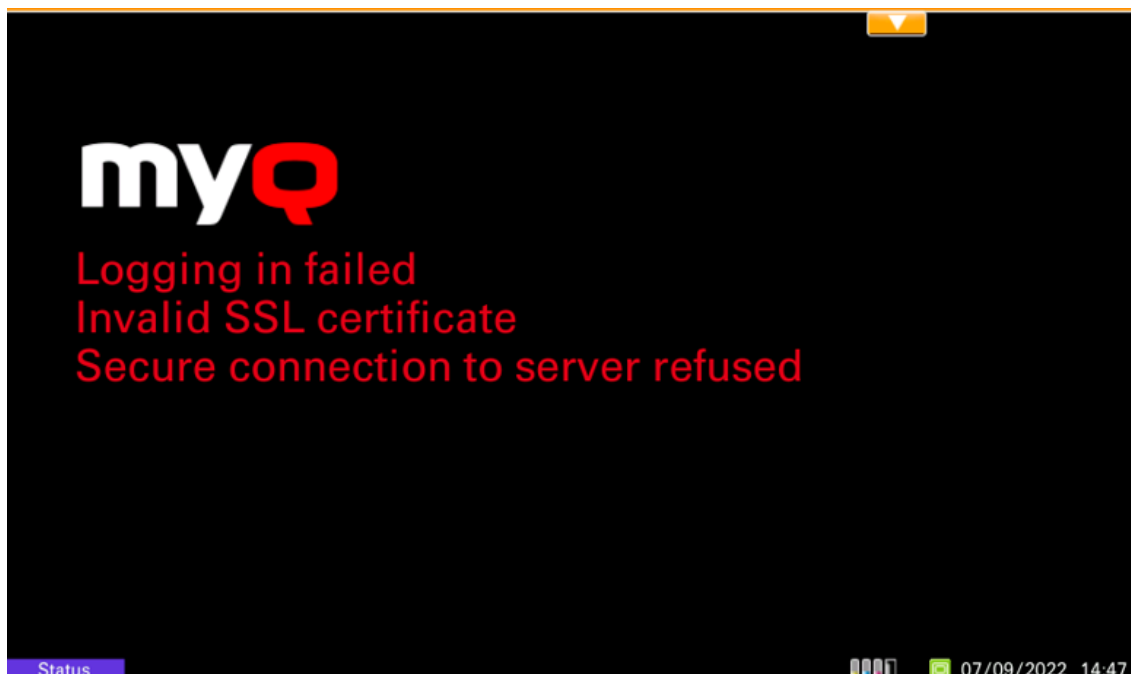 myQ
Logging in failed
Invalid SSL certificate
Secure connection to server refused
Status
07/09/2022 14:47